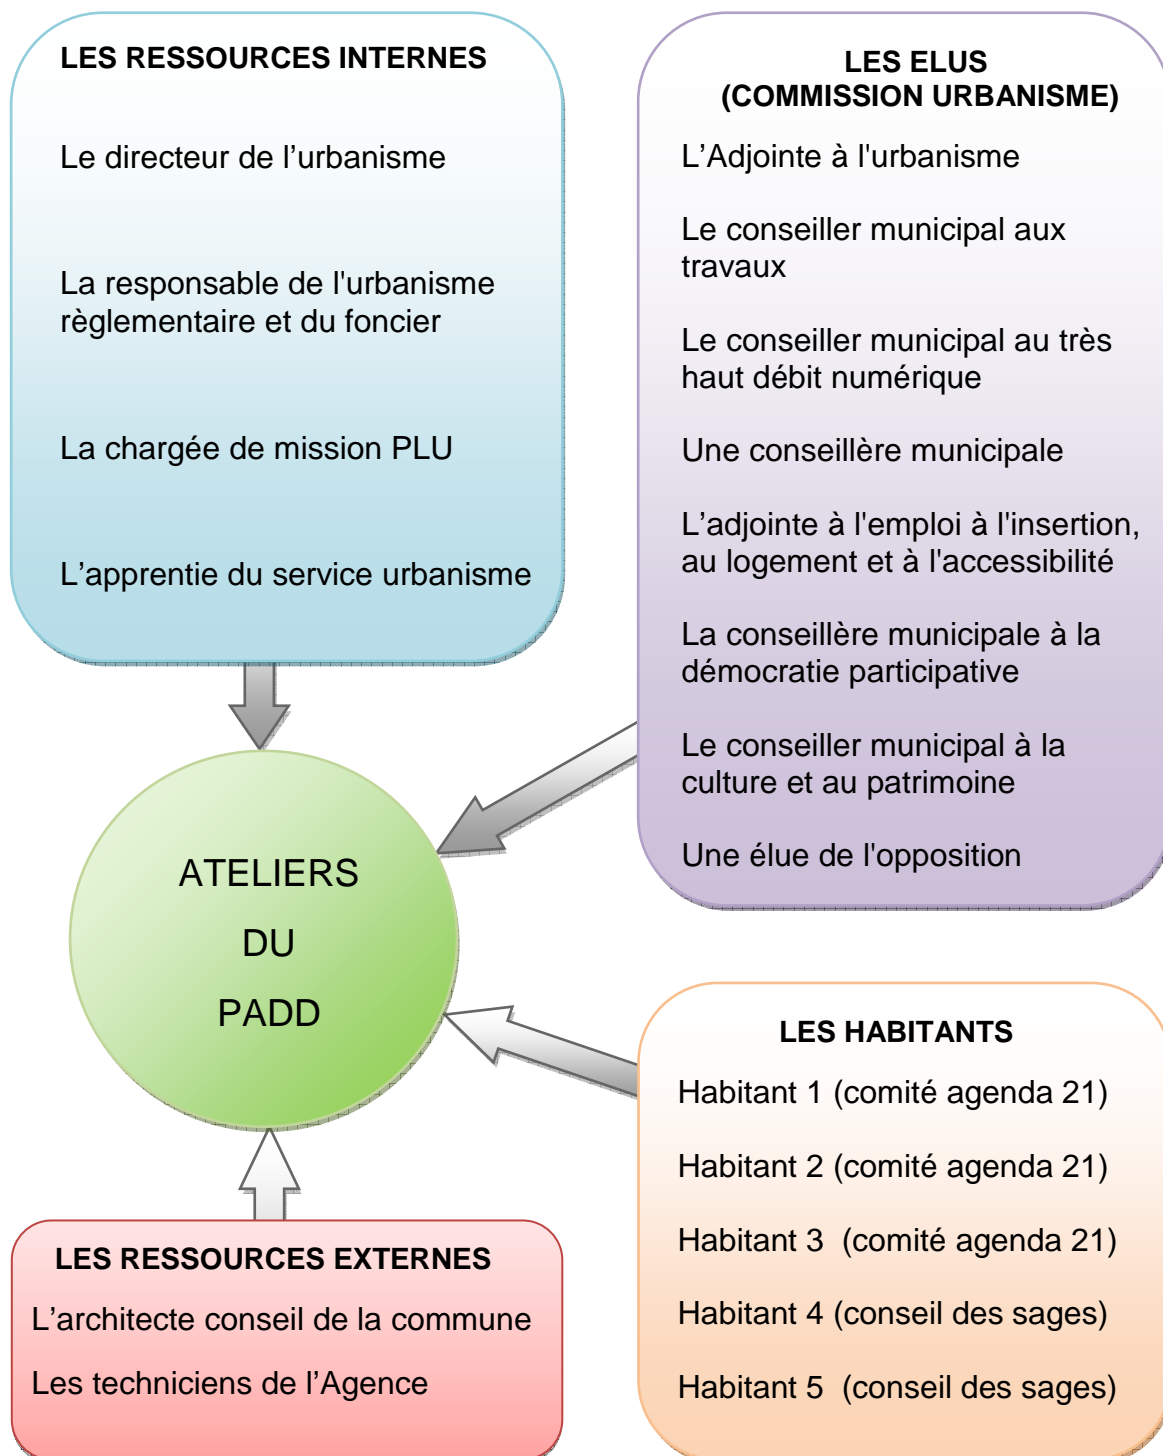 LES RESSOURCES INTERNES
Le directeur de l’urbanisme
La responsable de l'urbanisme
règlementaire et du foncier
La chargée de mission PLU
L’apprentie du service urbanisme
LES ELUS
(COMMISSION URBANISME)
L’Adjointe à l'urbanisme
Le conseiller municipal aux
travaux
Le conseiller municipal au très
haut débit numérique
Une conseillère municipale
L’adjointe à l'emploi à l'insertion,
au logement et à l'accessibilité
La conseillère municipale à la
démocratie participative
Le conseiller municipal à la
culture et au patrimoine
Une élue de l'opposition
ATELIERS
DU
PADD
LES HABITANTS
Habitant 1 (comité agenda 21)
Habitant 2 (comité agenda 21)
Habitant 3  (comité agenda 21)
Habitant 4 (conseil des sages)
Habitant 5  (conseil des sages)
LES RESSOURCES EXTERNES
L’architecte conseil de la commune
Les techniciens de l’Agence